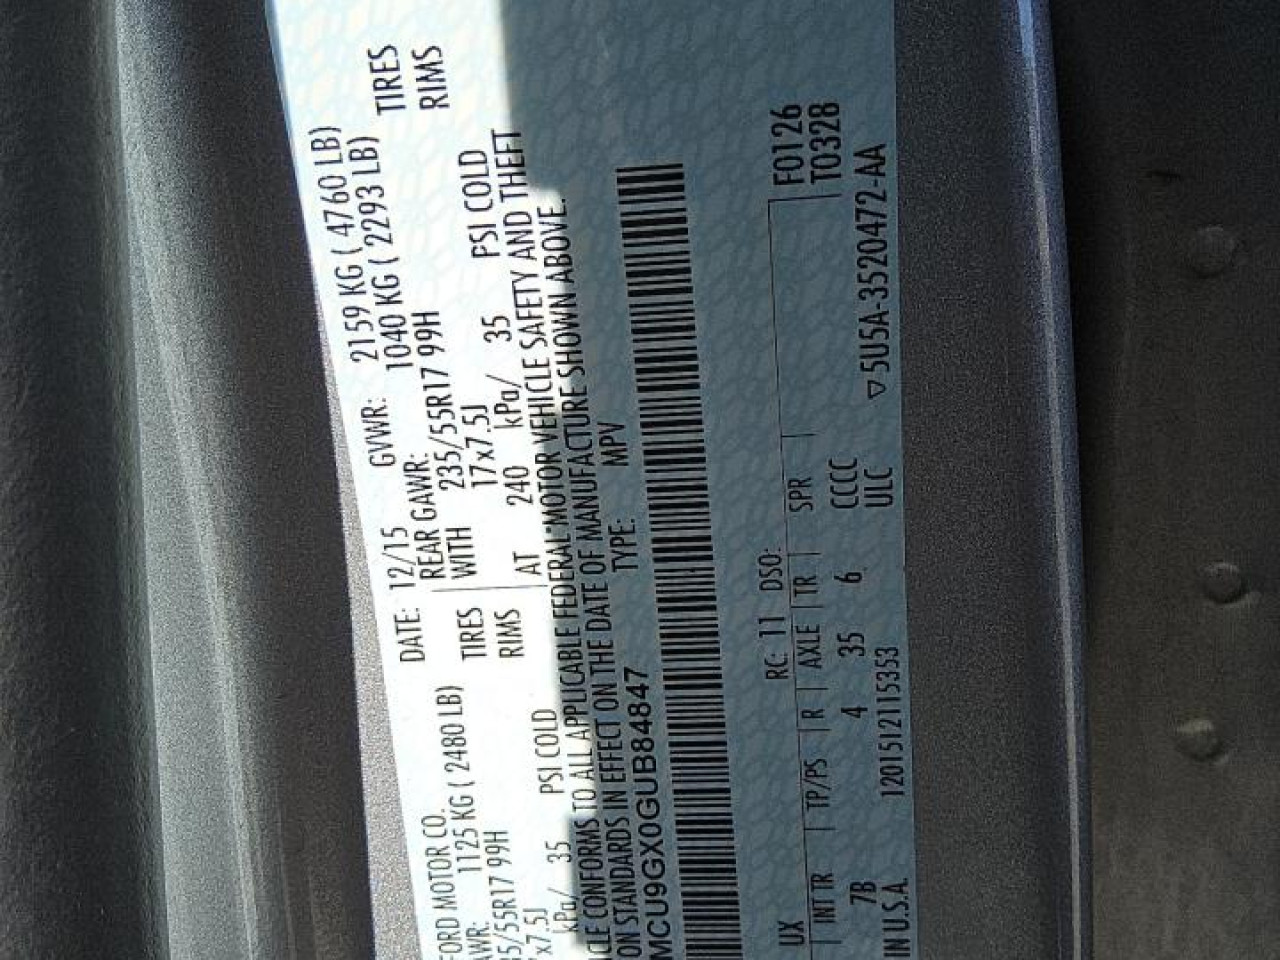 FORD MOTOR CO. DATE: 12/15 GVWR: 2159 KG ( 4760 LB)
AWR: 1125 KG ( 2480 LB) REAR GAWR: 1040 KG ( 2293 LB)
5/55R17 99H TIRES WITH 235/55R17 99H TIRES
x7.5J RIMS 17x7.5J RIMS
kPa/ 35 PSI COLD AT 240 kPa/ 35 PSI COLD
ICLE CONFORMS TO ALL APPLICABLE FEDERAL MOTOR VEHICLE SAFETY AND THEFT
ON STANDARDS IN EFFECT ON THE DATE OF MANUFACTURE SHOWN ABOVE.
MCU9GX0GUB84847 TYPE: MPV
RC: 11 DSO: F0126
UX T0328
INT TR TP/PS R AXLE TR SPR
7B 4 35 6 CCCC
IN U.S.A. 12015121115353 ULC ▽5U5A-3520472-AA